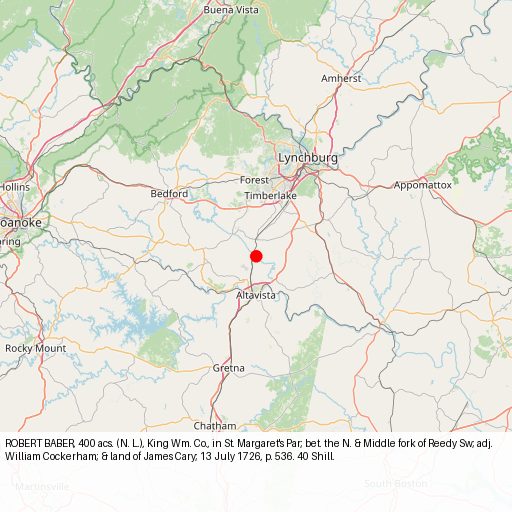 Buena Vista
Amherst
Lynchburg
Hollins
Forest
Appomattox
Bedford
Timberlake
oanoke
pring
Altavista
Rocky Mount
Gretna
Chatham
ROBERT BABER, 400 acs. (N. L.), King Wm. Co., in St. Margaret's Par; bet. the N. & Middle fork of Reedy Sw; adj.
William Cockerham; & land of James Cary; 13 July 1726, p. 536. 40 Shill.
Martinsville
South Boston